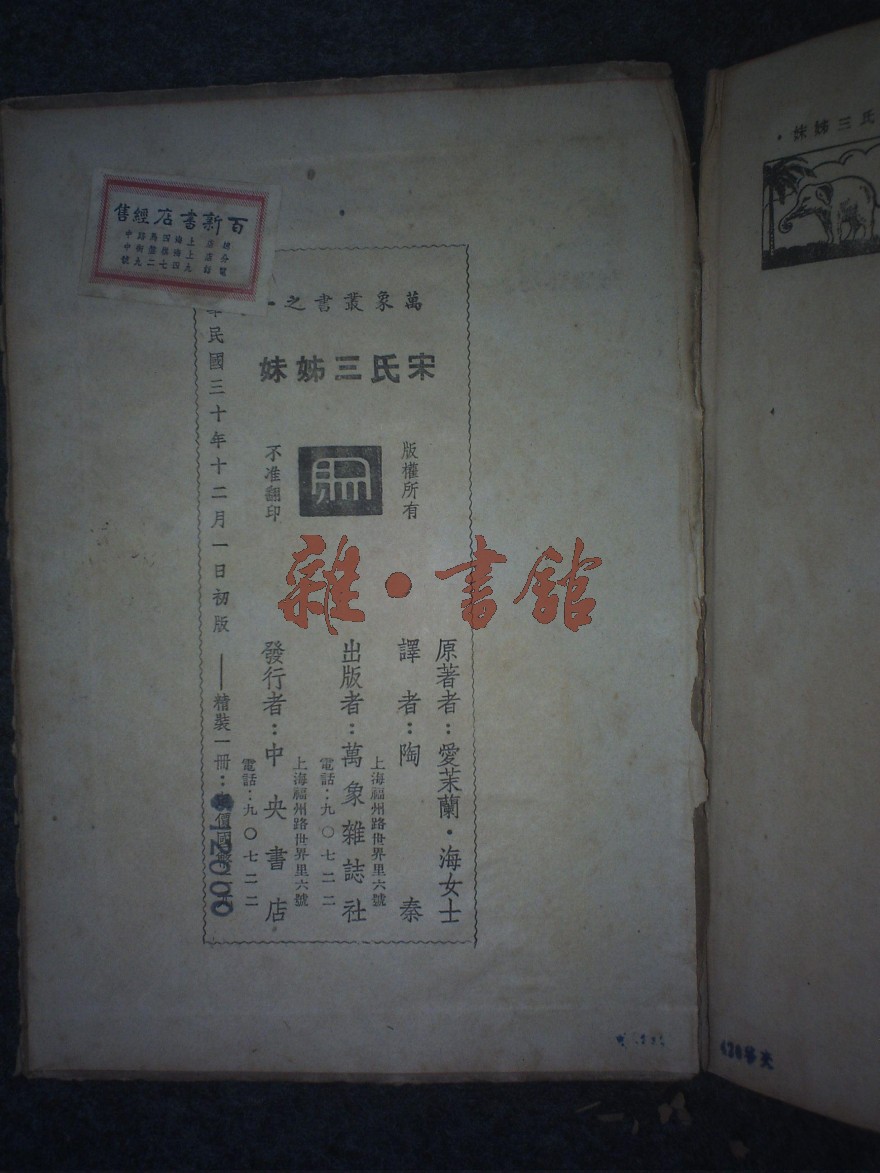 百新書店經售
萬象叢書之一
宋氏三姊妹
版權所有
不准翻印
原著者：愛茉蘭·海女士
譯者：陶秦
出版者：萬象雜誌社
上海福州路世界里六號
電話：九〇七二二
發行者：中央書店
上海福州路世界里六號
電話：九〇七二二
民國三十年十二月一日初版——精裝一冊：
12000
雜·書館
氏三姊妹·